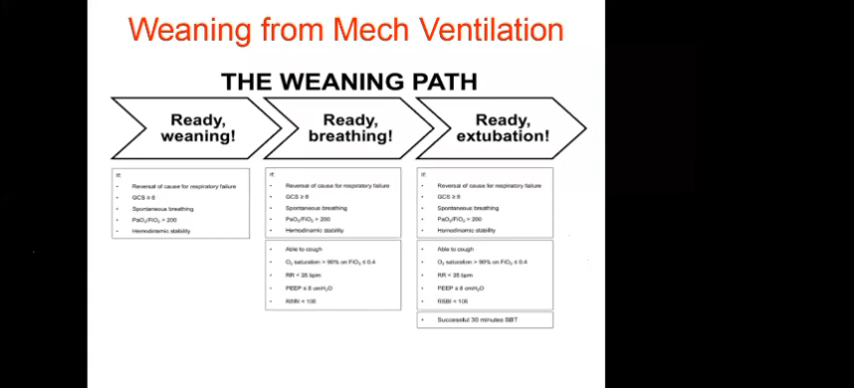 Weaning from Mech Ventilation
THE WEANING PATH
Ready,
weaning!
Ready,
breathing!
Ready,
extubation!
If:
• Reversal of cause for respiratory failure
• GCS ≥ 8
• Spontaneous breathing
• PaO₂/FiO₂ > 200
• Hemodinamic stability
If:
• Reversal of cause for respiratory failure
• GCS ≥ 8
• Spontaneous breathing
• PaO₂/FiO₂ > 200
• Hemodinamic stability
• Able to cough
• O₂ saturation > 90% on FiO₂ ≤ 0.4
• RR < 35 bpm
• PEEP ≤ 8 cmH₂O
• RSBI < 105
If:
• Reversal of cause for respiratory failure
• GCS ≥ 8
• Spontaneous breathing
• PaO₂/FiO₂ > 200
• Hemodinamic stability
• Able to cough
• O₂ saturation > 90% on FiO₂ ≤ 0.4
• RR < 35 bpm
• PEEP ≤ 8 cmH₂O
• RSBI < 105
• Successful 30 minutes SBT